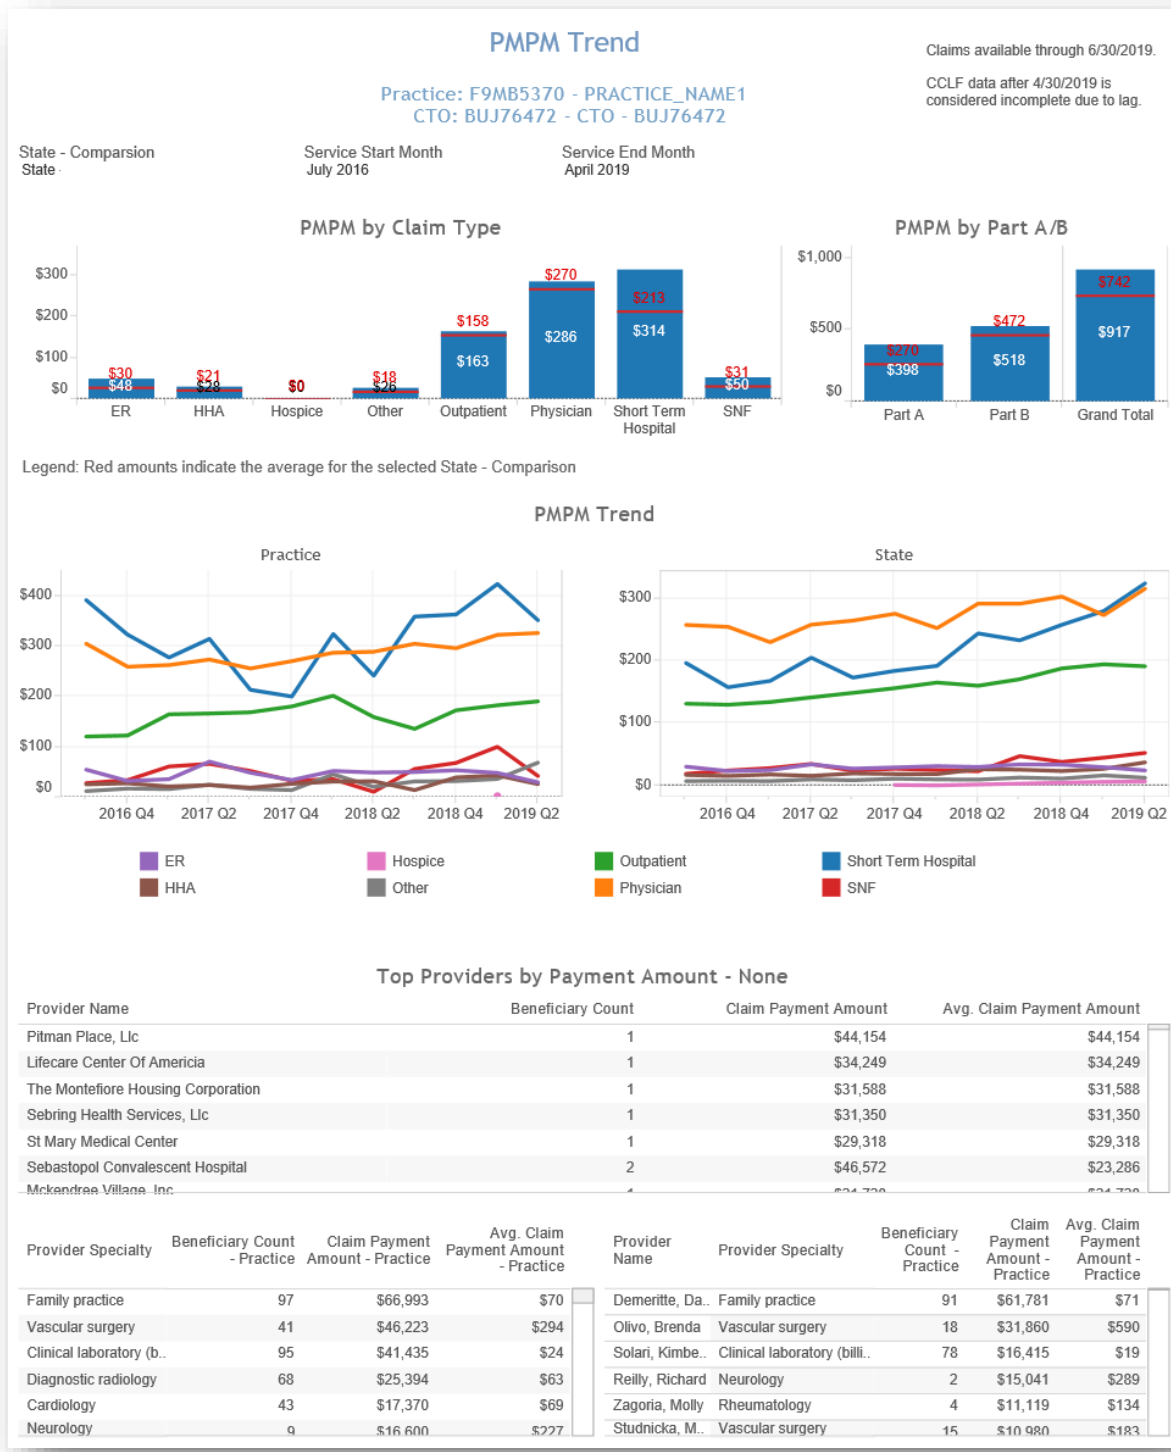 PMPM Trend
Claims available through 6/30/2019.
CCLF data after 4/30/2019 is
considered incomplete due to lag.
Practice: F9MB5370 - PRACTICE_NAME1
CTO: BUJ76472 - CTO - BUJ76472
State - Comparsion Service Start Month Service End Month
State July 2016 April 2019
PMPM by Claim Type
$300
$200
$100
$0
$30
$48
$21
$28
$0
$18
$26
$158
$163
$270
$286
$213
$314
$31
$50
ER HHA Hospice Other Outpatient Physician Short Term
Hospital SNF
PMPM by Part A/B
$1,000
$500
$0
$270
$398
$472
$518
$742
$917
Part A Part B Grand Total
Legend: Red amounts indicate the average for the selected State - Comparison
PMPM Trend
Practice
$400
$300
$200
$100
$0
2016 Q4 2017 Q2 2017 Q4 2018 Q2 2018 Q4 2019 Q2
State
$300
$200
$100
$0
2016 Q4 2017 Q2 2017 Q4 2018 Q2 2018 Q4 2019 Q2
ER Hospice Outpatient Short Term Hospital
HHA Other Physician SNF
Top Providers by Payment Amount - None
Provider Name Beneficiary Count Claim Payment Amount Avg. Claim Payment Amount
Pitman Place, Llc 1 $44,154 $44,154
Lifecare Center Of Americia 1 $34,249 $34,249
The Montefiore Housing Corporation 1 $31,588 $31,588
Sebring Health Services, Llc 1 $31,350 $31,350
St Mary Medical Center 1 $29,318 $29,318
Sebastopol Convalescent Hospital 2 $46,572 $23,286
Mckendree Village, Inc 1
Provider Specialty Beneficiary Count
- Practice Claim Payment
Amount - Practice Avg. Claim
Payment Amount
- Practice
Family practice 97 $66,993 $70
Vascular surgery 41 $46,223 $294
Clinical laboratory (b.. 95 $41,435 $24
Diagnostic radiology 68 $25,394 $63
Cardiology 43 $17,370 $69
Neurology 9 $16,600 $227
Provider
Name Provider Specialty Beneficiary
Count -
Practice Claim
Payment
Amount -
Practice Avg. Claim
Payment
Amount -
Practice
Demeritte, Da.. Family practice 91 $61,781 $71
Olivo, Brenda Vascular surgery 18 $31,860 $590
Solari, Kimbe.. Clinical laboratory (billi.. 78 $16,415 $19
Reilly, Richard Neurology 2 $15,041 $289
Zagoria, Molly Rheumatology 4 $11,119 $134
Studnicka, M.. Vascular surgery 15 $10,980 $183